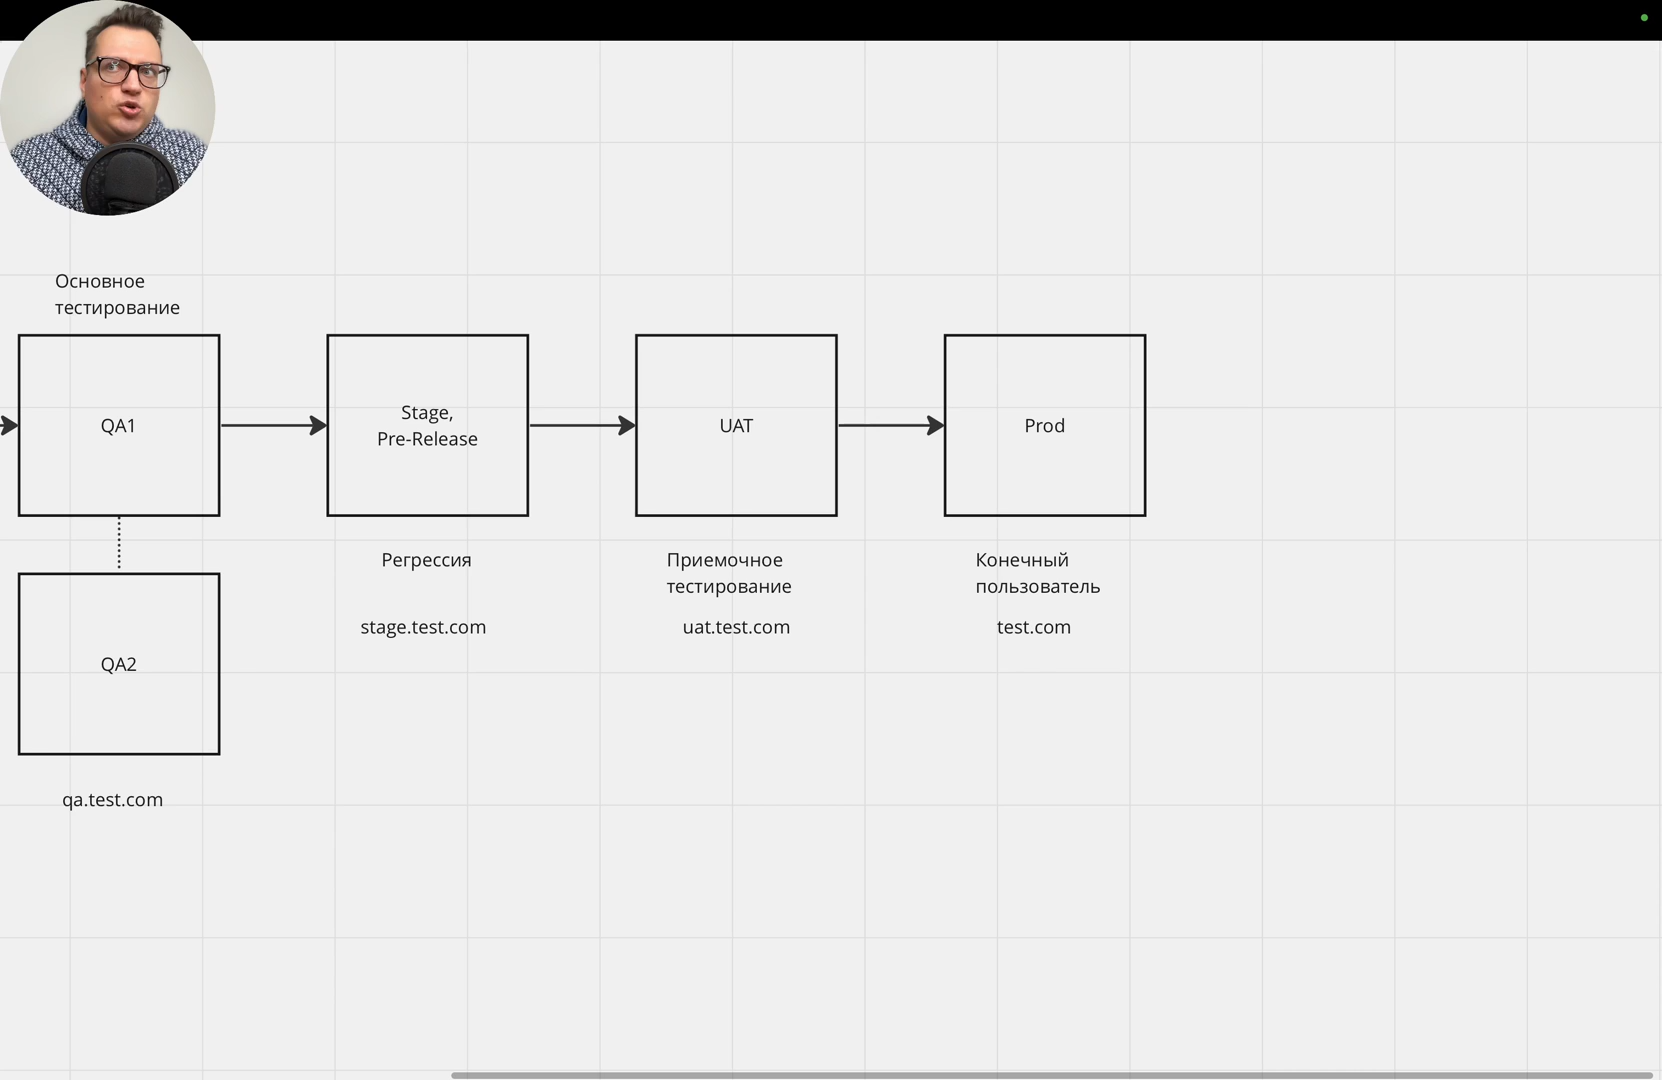 Основное
тестирование
QA1
Stage,
Pre-Release
UAT
Prod
Регрессия
Приемочное
тестирование
Конечный
пользователь
stage.test.com
uat.test.com
test.com
QA2
qa.test.com